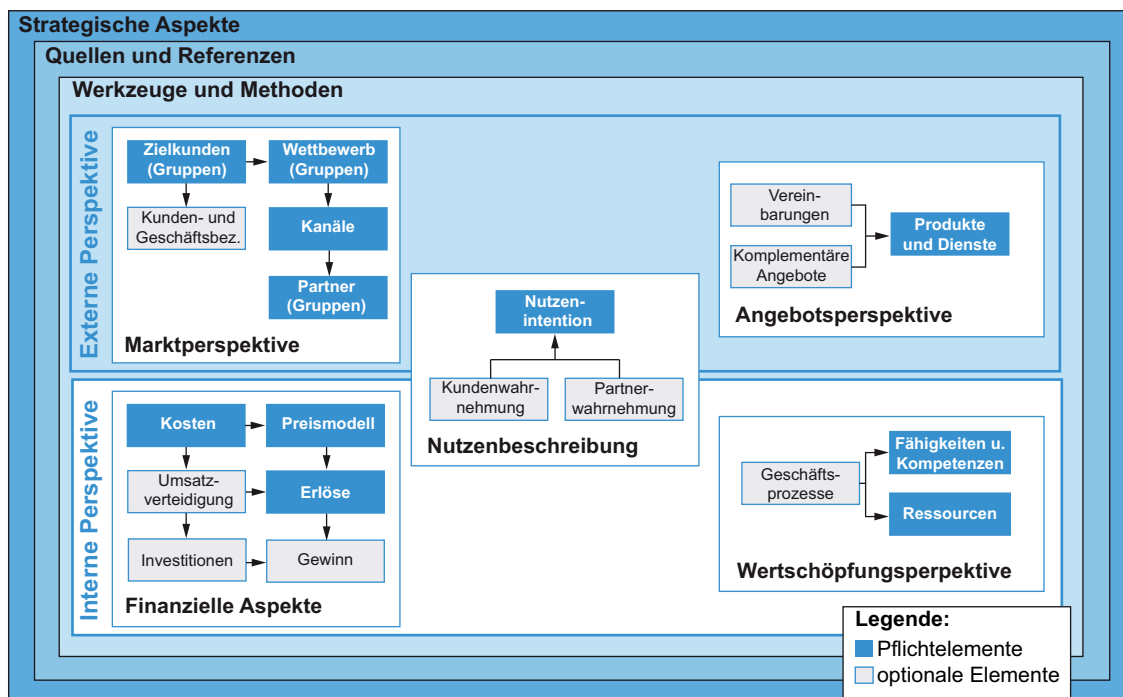 Strategische Aspekte
Quellen und Referenzen
Werkzeuge und Methoden
Externe Perspektive
Zielkunden
(Gruppen)
Wettbewerb
(Gruppen)
Kunden- und
Geschäftsbez.
Kanäle
Partner
(Gruppen)
Marktperspektive
Verein-
barungen
Komplementäre
Angebote
Produkte
und Dienste
Angebotsperspektive
Nutzen-
intention
Kundenwahr-
nehmung
Partner-
wahrnehmung
Nutzenbeschreibung
Interne Perspektive
Kosten
Preismodell
Umsatz-
verteidigung
Erlöse
Investitionen
Gewinn
Finanzielle Aspekte
Geschäfts-
prozesse
Fähigkeiten u.
Kompetenzen
Ressourcen
Wertschöpfungsperpektive
Legende:
Pflichtelemente
optionale Elemente